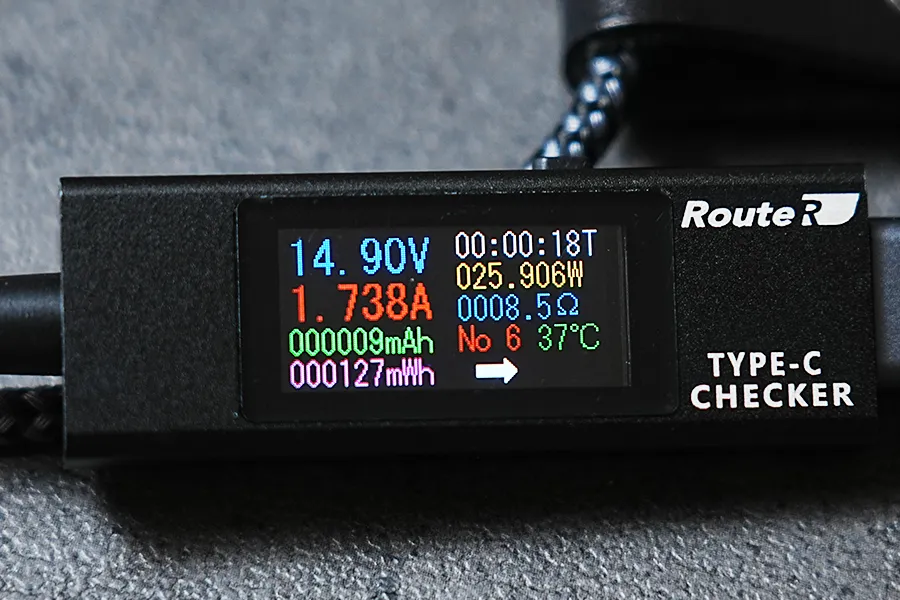 14.90V
1.738A
000009mAh
000127mWh
00:00:18T
025.906W
0008.5Ω
No 6 37℃
Route R
TYPE-C
CHECKER